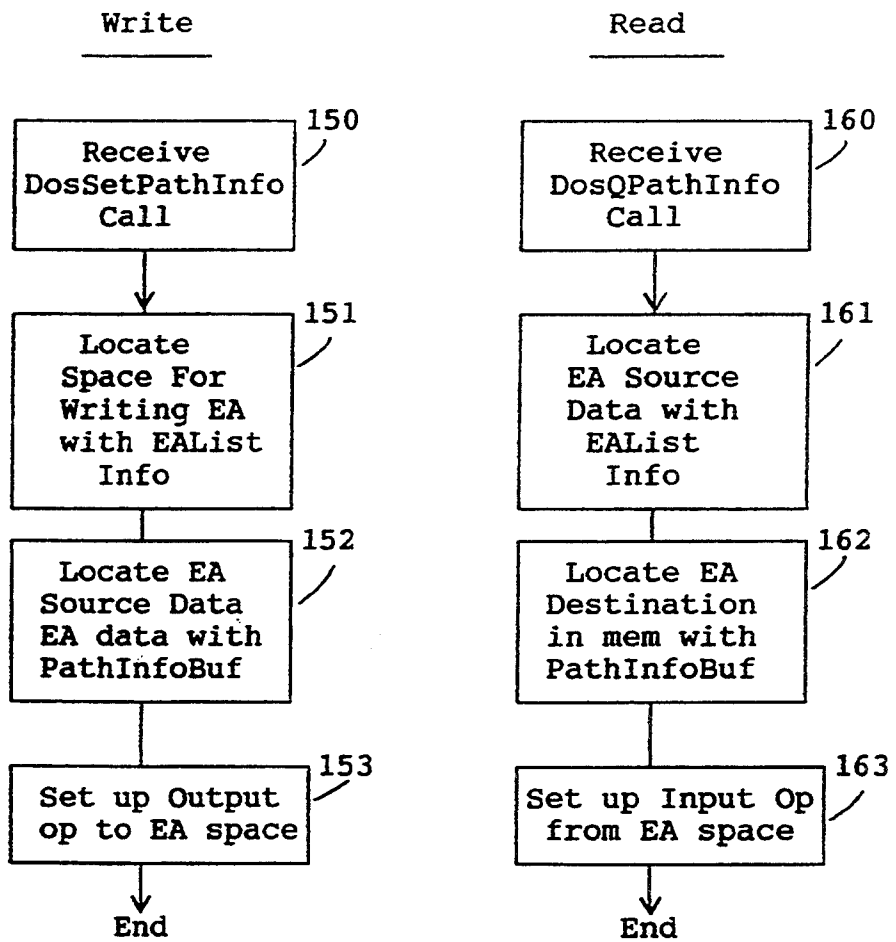 Write
150
Receive
DosSetPathInfo
Call
151
Locate
Space For
Writing EA
with EAList
Info
152
Locate EA
Source Data
EA data with
PathInfoBuf
153
Set up Output
op to EA space
End
Read
160
Receive
DosQPathInfo
Call
161
Locate
EA Source
Data with
EAList
Info
162
Locate EA
Destination
in mem with
PathInfoBuf
163
Set up Input Op
from EA space
End